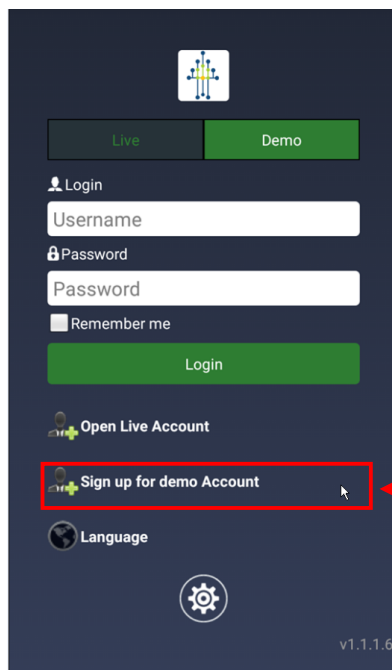 Live Demo
Login
Username
Password
Password
Remember me
Login
Open Live Account
Sign up for demo Account
Language
v1.1.1.6